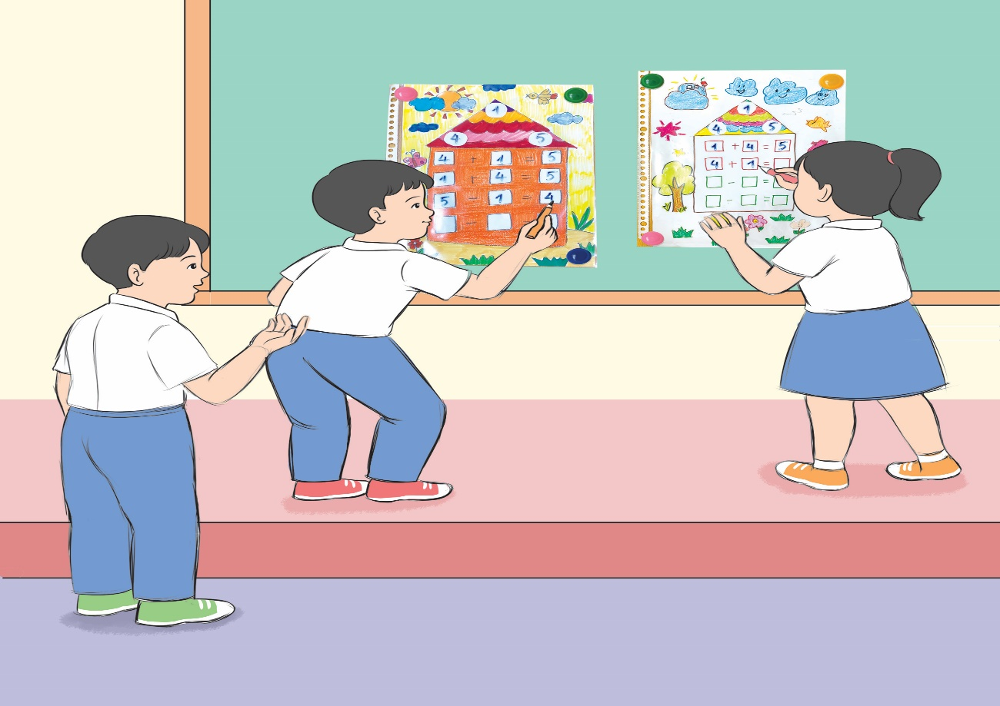 1
4 5
4 + 1 = 5
1 + 4 = 5
5 - 1 = 4
1
4 5
1 + 4 = 5
4 + 1 =
-
- =